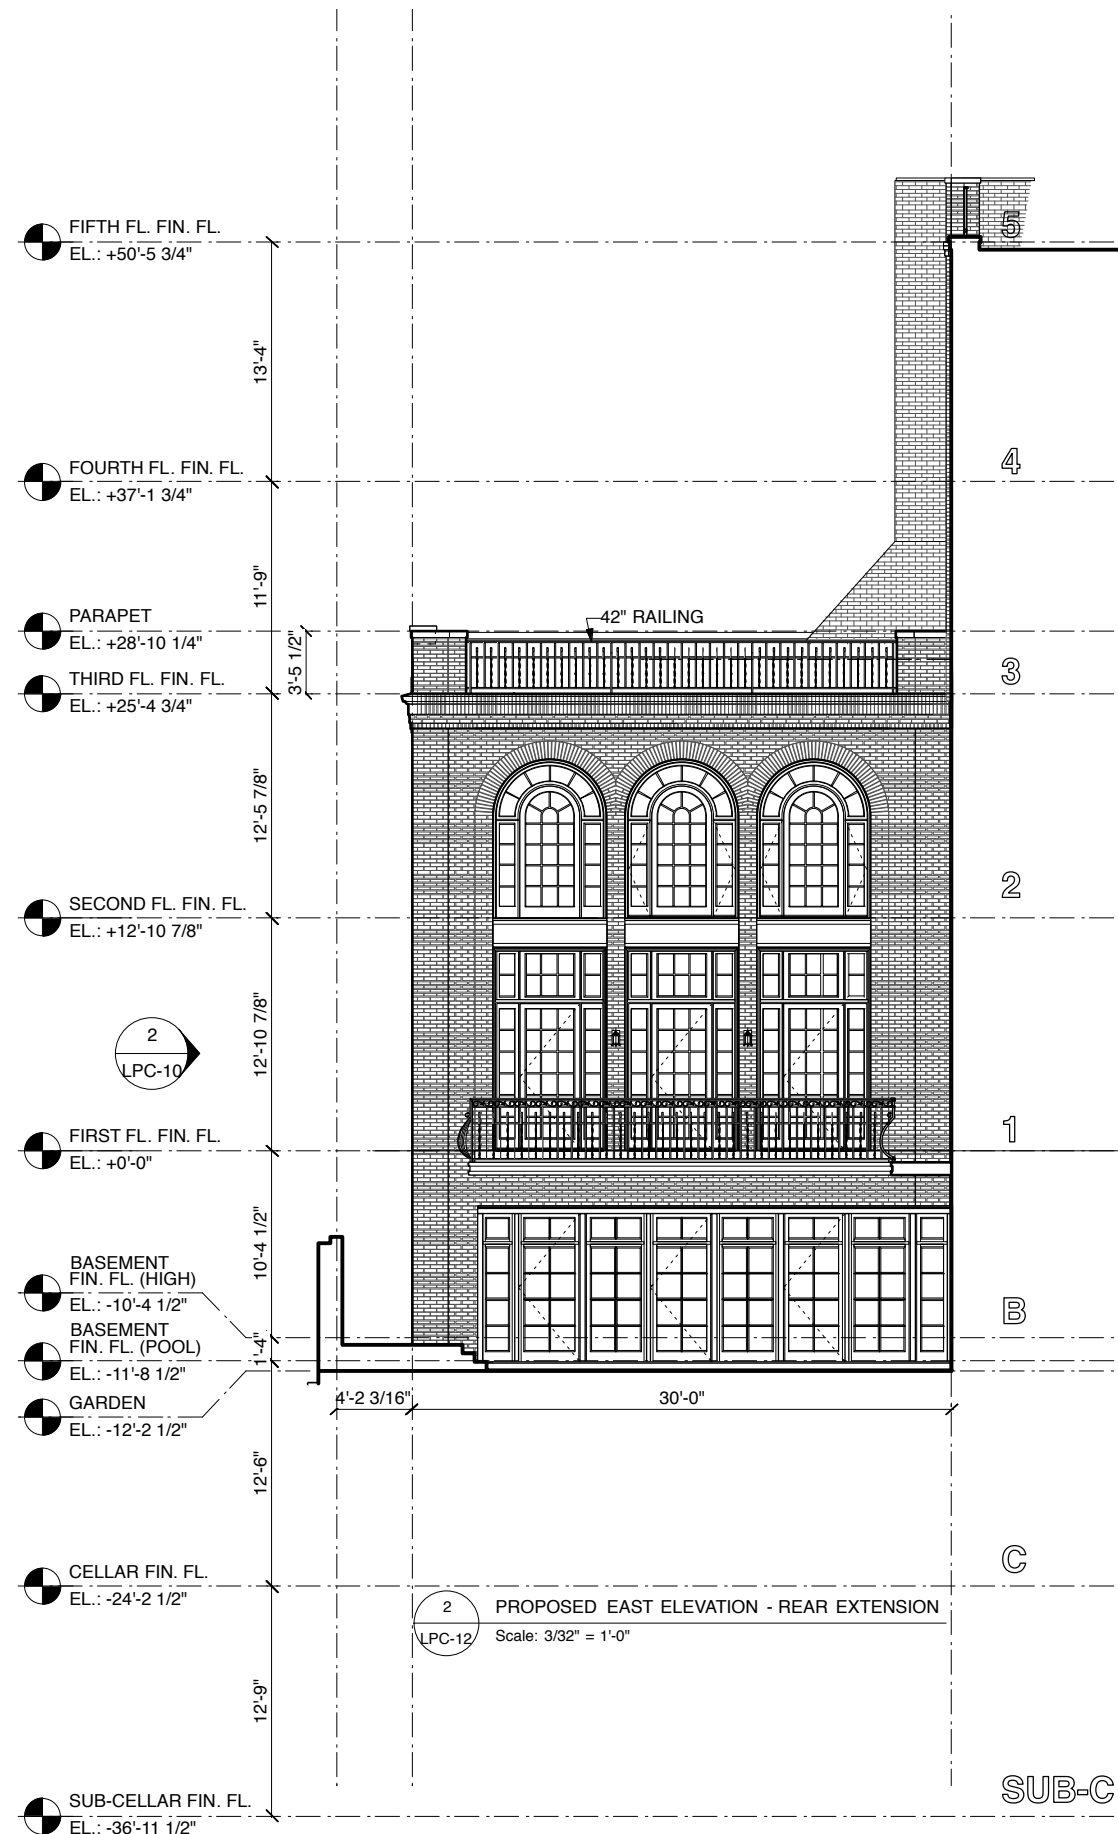 5
FIFTH FL. FIN. FL.
EL.: +50'-5 3/4"
13'-4"
4
FOURTH FL. FIN. FL.
EL.: +37'-1 3/4"
11'-9"
PARAPET
EL.: +28'-10 1/4"
42" RAILING
3'-5 1/2"
3
THIRD FL. FIN. FL.
EL.: +25'-4 3/4"
12'-5 7/8"
2
SECOND FL. FIN. FL.
EL.: +12'-10 7/8"
12'-10 7/8"
2
LPC-10
1
FIRST FL. FIN. FL.
EL.: +0'-0"
10'-4 1/2"
BASEMENT
FIN. FL. (HIGH)
EL.: -10'-4 1/2"
B
BASEMENT
FIN. FL. (POOL)
EL.: -11'-8 1/2"
1'-4"
GARDEN
EL.: -12'-2 1/2"
4'-2 3/16"
30'-0"
12'-6"
C
CELLAR FIN. FL.
EL.: -24'-2 1/2"
2
LPC-12
PROPOSED EAST ELEVATION - REAR EXTENSION
Scale: 3/32" = 1'-0"
12'-9"
SUB-C
SUB-CELLAR FIN. FL.
EL.: -36'-11 1/2"